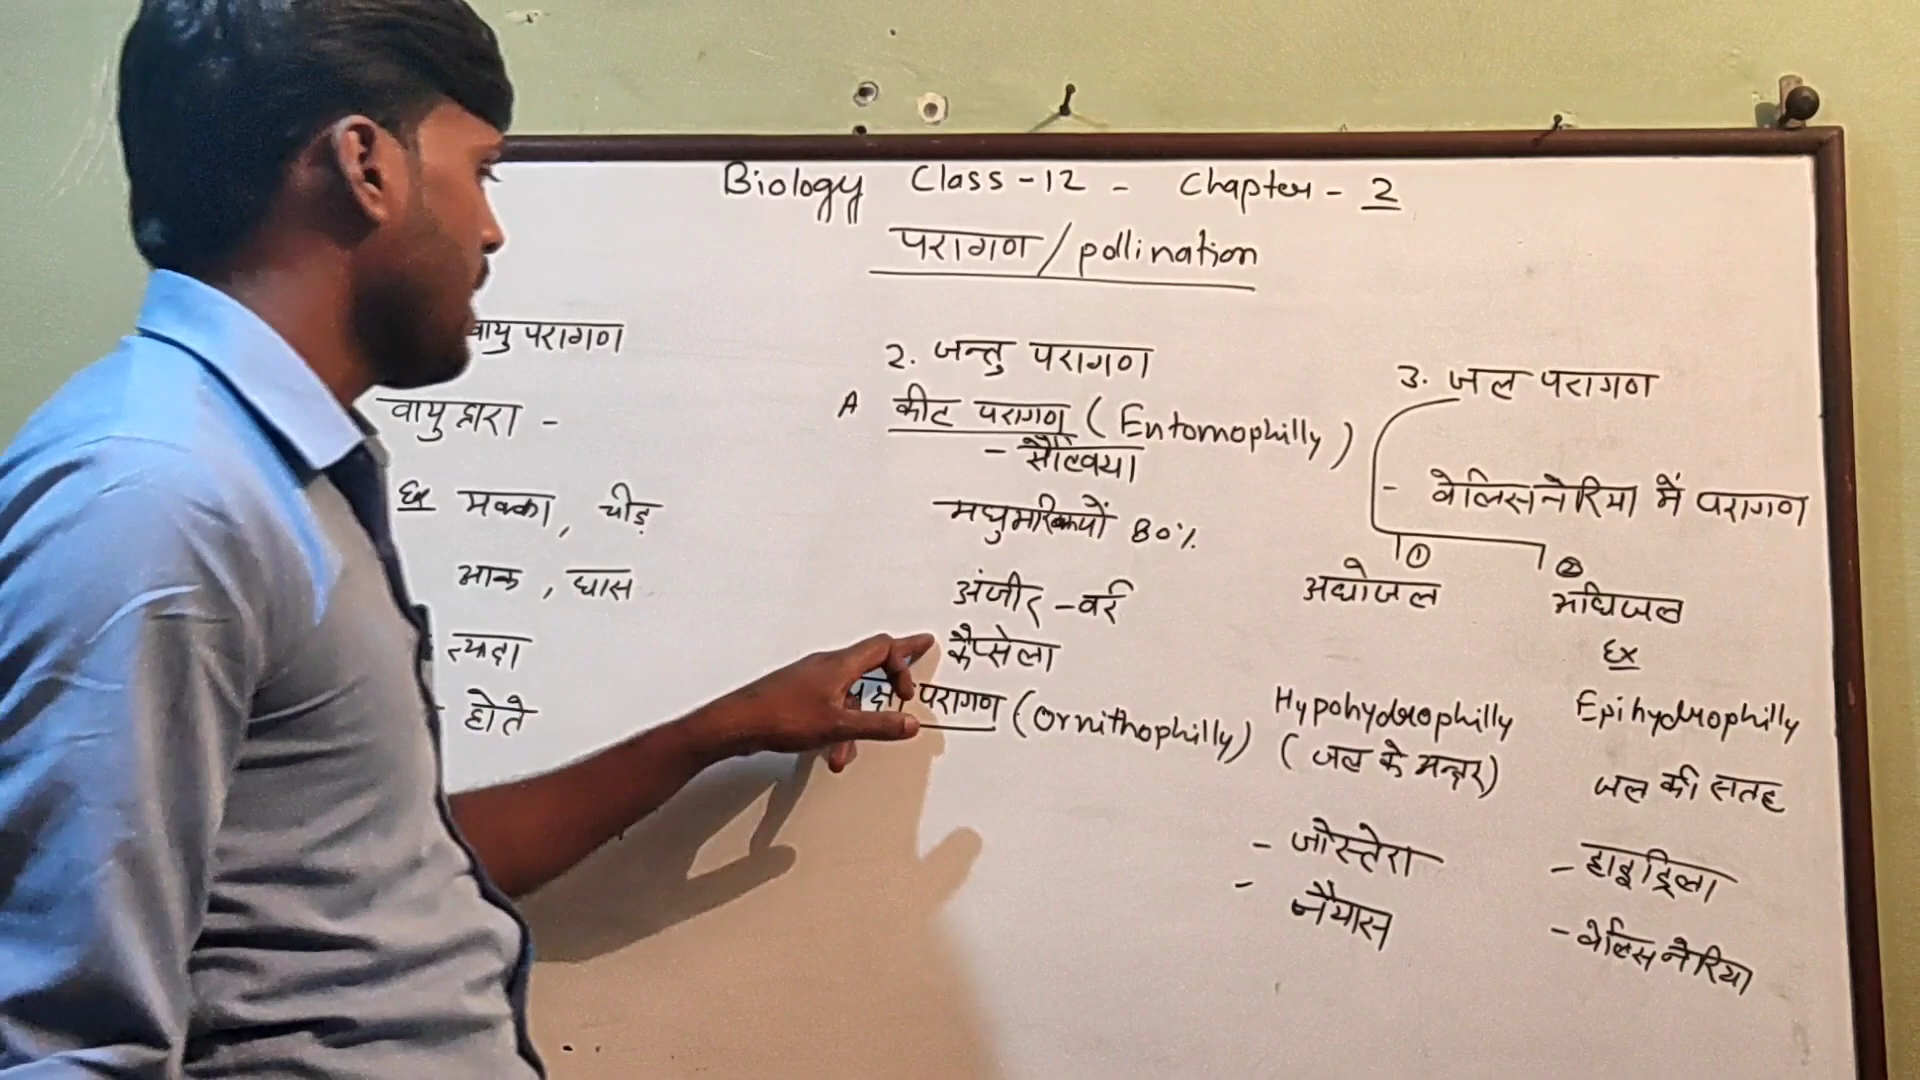 Biology Class-12 - Chapter-2
परागण/pollination
वायु परागण
वायु द्वारा -
Ex मक्का, चीड़
भाक, घास
होते
2. जन्तु परागण
A कीट परागण (Entomophilly)
- सौल्विया
मधुमक्खियों 80%
अंजीर - बर्र
कैप्सेला
परागण (Ornithophilly)
3. जल परागण
- वेलिसनेरिया में परागण
① ②
अधोजल अधिजल
Ex
Hypohydrophilly Epihydrophilly
(जल के अन्दर) जल की सतह
- जोस्तेरा - हाइड्रिला
- नैयास - वेलिसनेरिया